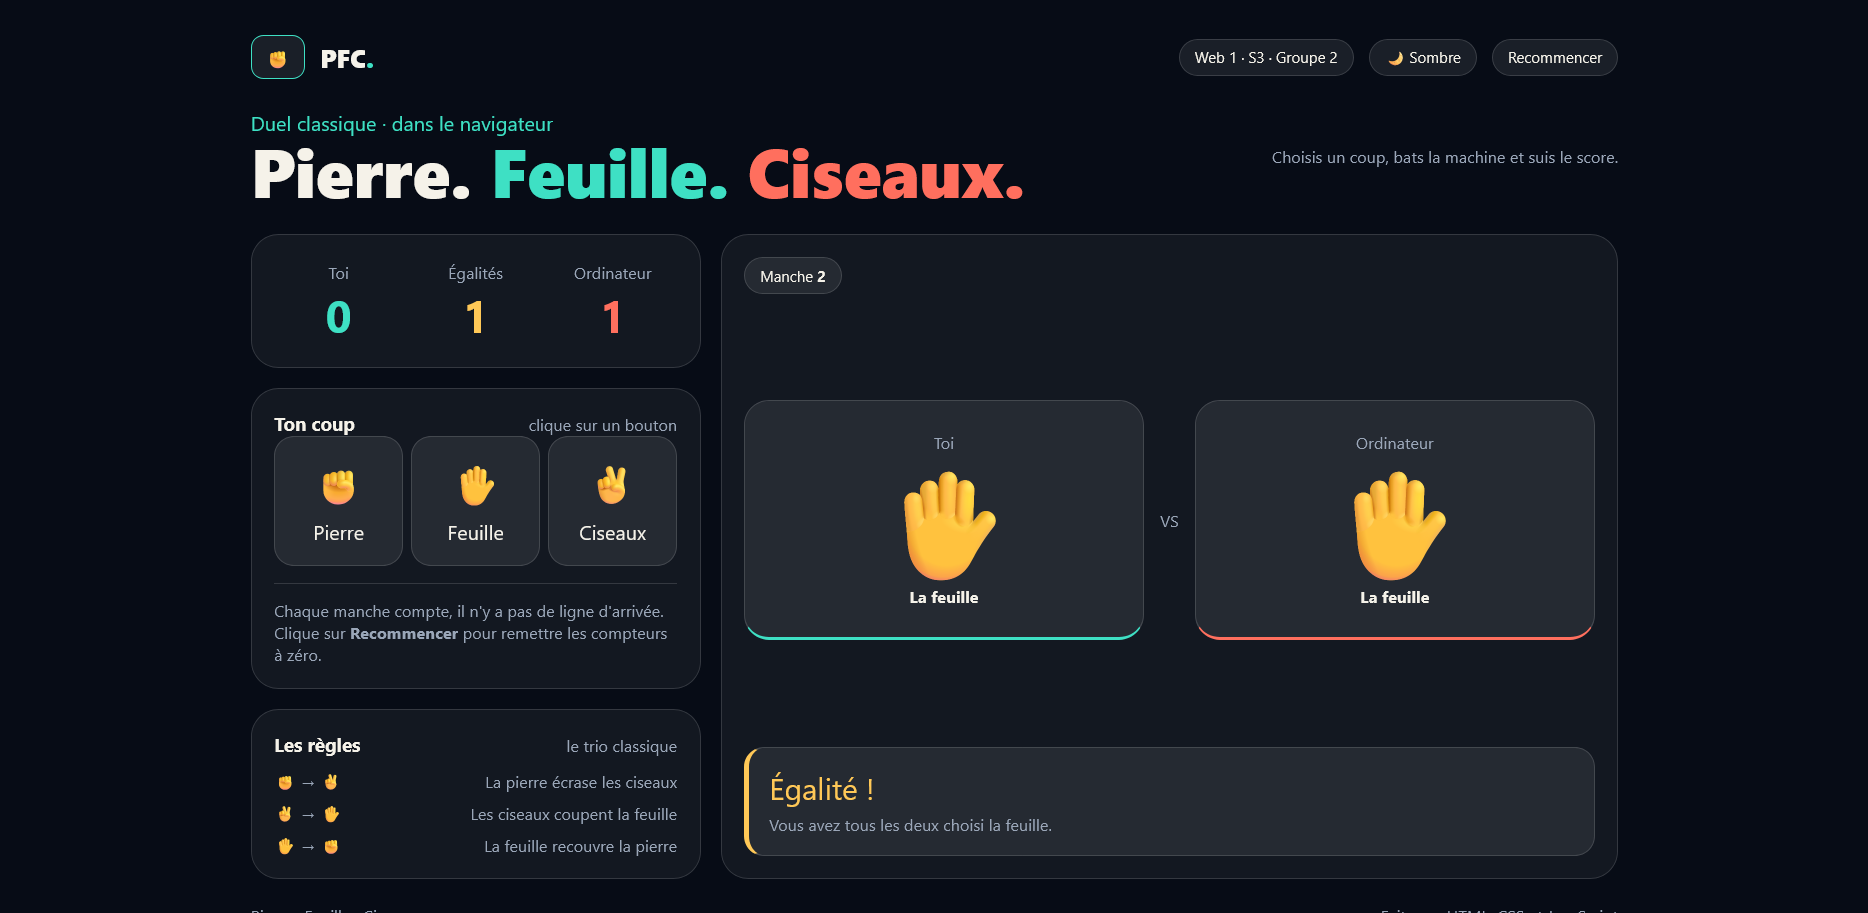 PFC.
Web 1 · S3 · Groupe 2
Sombre
Recommencer
Duel classique · dans le navigateur
Pierre. Feuille. Ciseaux.
Choisis un coup, bats la machine et suis le score.
Toi
Égalités
Ordinateur
0
1
1
Ton coup
clique sur un bouton
Pierre
Feuille
Ciseaux
Chaque manche compte, il n'y a pas de ligne d'arrivée.
Clique sur Recommencer pour remettre les compteurs
à zéro.
Les règles
le trio classique
→
La pierre écrase les ciseaux
→
Les ciseaux coupent la feuille
→
La feuille recouvre la pierre
Manche 2
Toi
La feuille
VS
Ordinateur
La feuille
Égalité !
Vous avez tous les deux choisi la feuille.